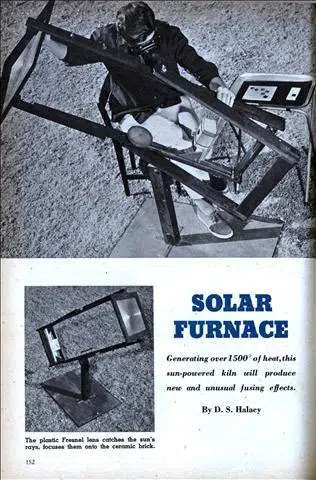 SOLAR
FURNACE
Generating over 1500° of heat, this
sun-powered kiln will produce
new and unusual fusing effects.
By D. S. Halacy
The plastic Fresnel lens catches the sun's
rays, focuses them onto the ceramic brick.
152